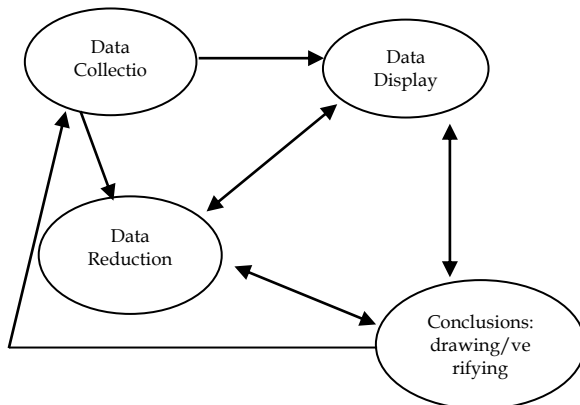 Data
Collectio
Data
Display
Data
Reduction
Conclusions:
drawing/ve
rifying